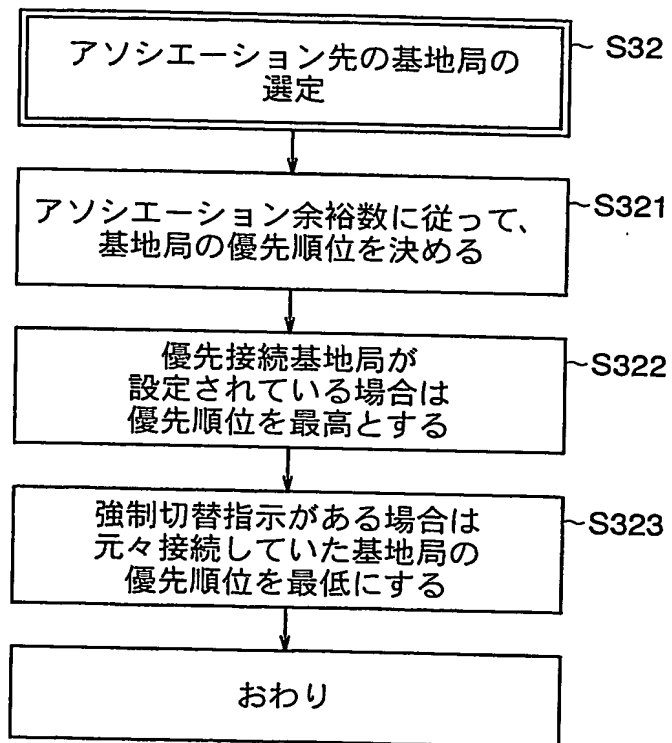 アソシエーション先の基地局の
選定
S32
アソシエーション余裕数に従って、
基地局の優先順位を決める
S321
優先接続基地局が
設定されている場合は
優先順位を最高とする
S322
強制切替指示がある場合は
元々接続していた基地局の
優先順位を最低にする
S323
おわり